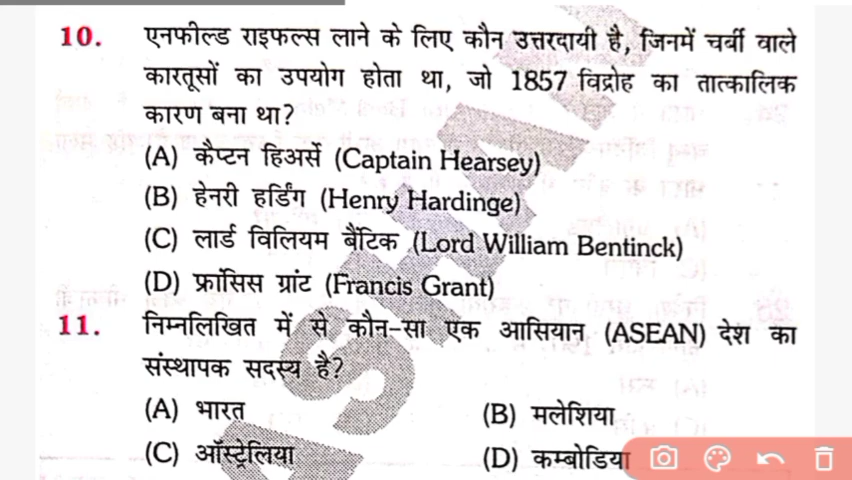 10. एनफील्ड राइफल्स लाने के लिए कौन उत्तरदायी है, जिनमें चर्बी वाले
कारतूसों का उपयोग होता था, जो 1857 विद्रोह का तात्कालिक
कारण बना था?
(A) कैप्टन हिअर्से (Captain Hearsey)
(B) हेनरी हर्डिंग (Henry Hardinge)
(C) लार्ड विलियम बैंटिक (Lord William Bentinck)
(D) फ्रांसिस ग्रांट (Francis Grant)
11. निम्नलिखित में से कौन-सा एक आसियान (ASEAN) देश का
संस्थापक सदस्य है?
(A) भारत (B) मलेशिया
(C) ऑस्ट्रेलिया (D) कम्बोडिया